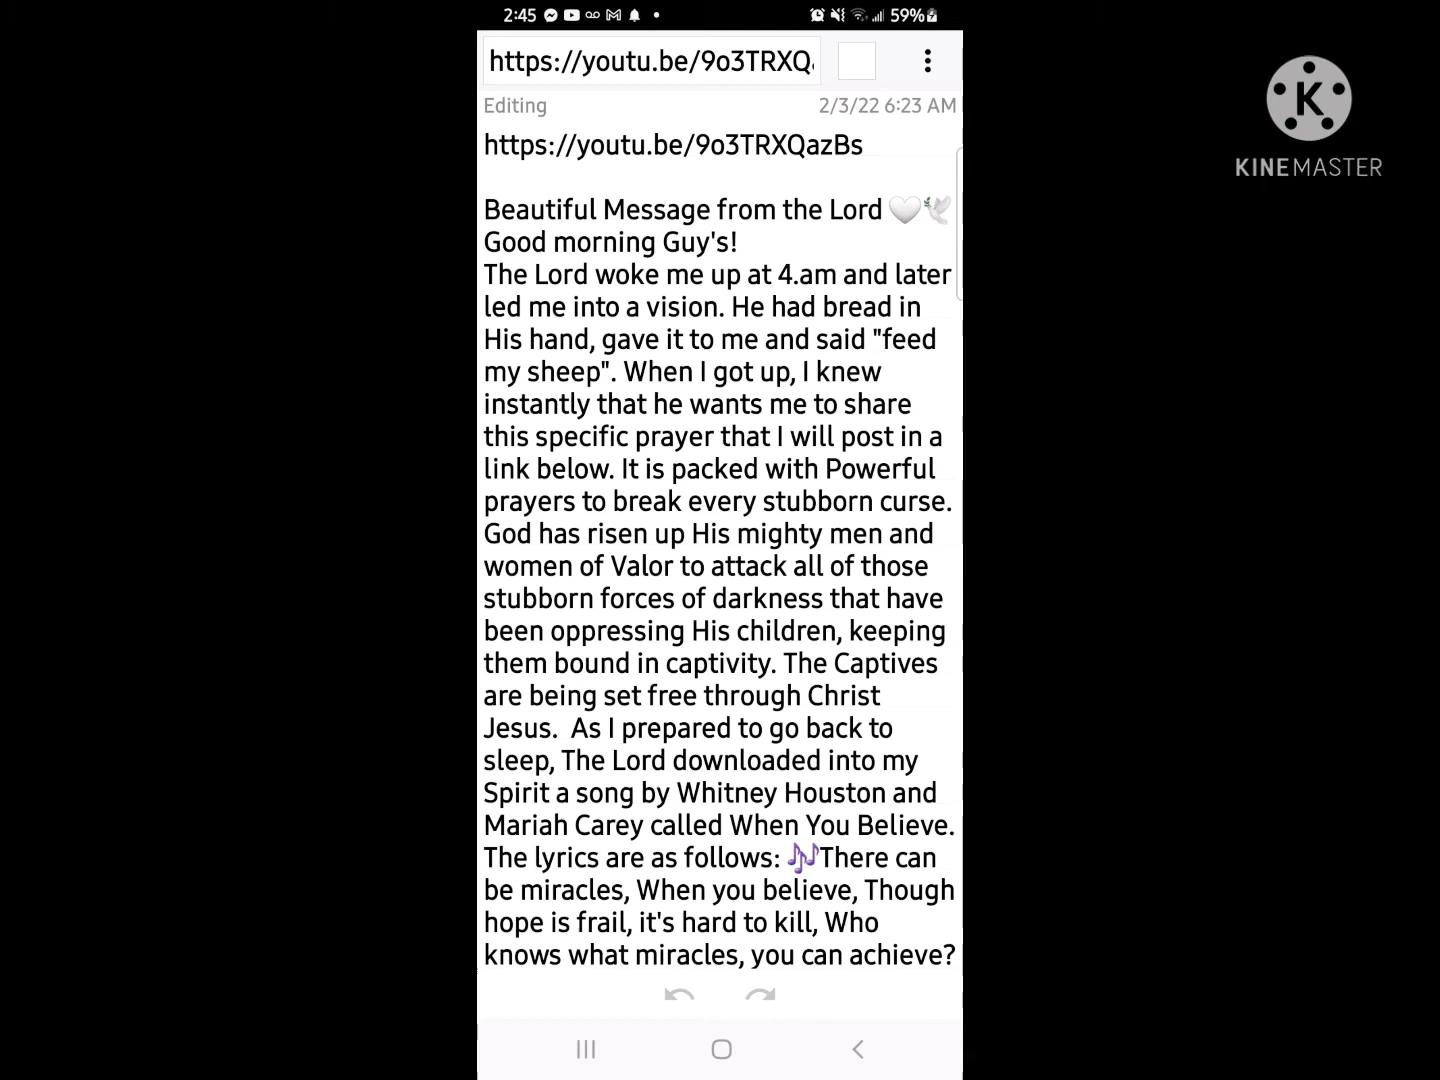 2:45 59%
https://youtu.be/9o3TRXQ
Editing 2/3/22 6:23 AM
https://youtu.be/9o3TRXQazBs
Beautiful Message from the Lord 🤍🕊
Good morning Guy's!
The Lord woke me up at 4.am and later
led me into a vision. He had bread in
His hand, gave it to me and said "feed
my sheep". When I got up, I knew
instantly that he wants me to share
this specific prayer that I will post in a
link below. It is packed with Powerful
prayers to break every stubborn curse.
God has risen up His mighty men and
women of Valor to attack all of those
stubborn forces of darkness that have
been oppressing His children, keeping
them bound in captivity. The Captives
are being set free through Christ
Jesus.  As I prepared to go back to
sleep, The Lord downloaded into my
Spirit a song by Whitney Houston and
Mariah Carey called When You Believe.
The lyrics are as follows: 🎶There can
be miracles, When you believe, Though
hope is frail, it's hard to kill, Who
knows what miracles, you can achieve?
K
KINEMASTER